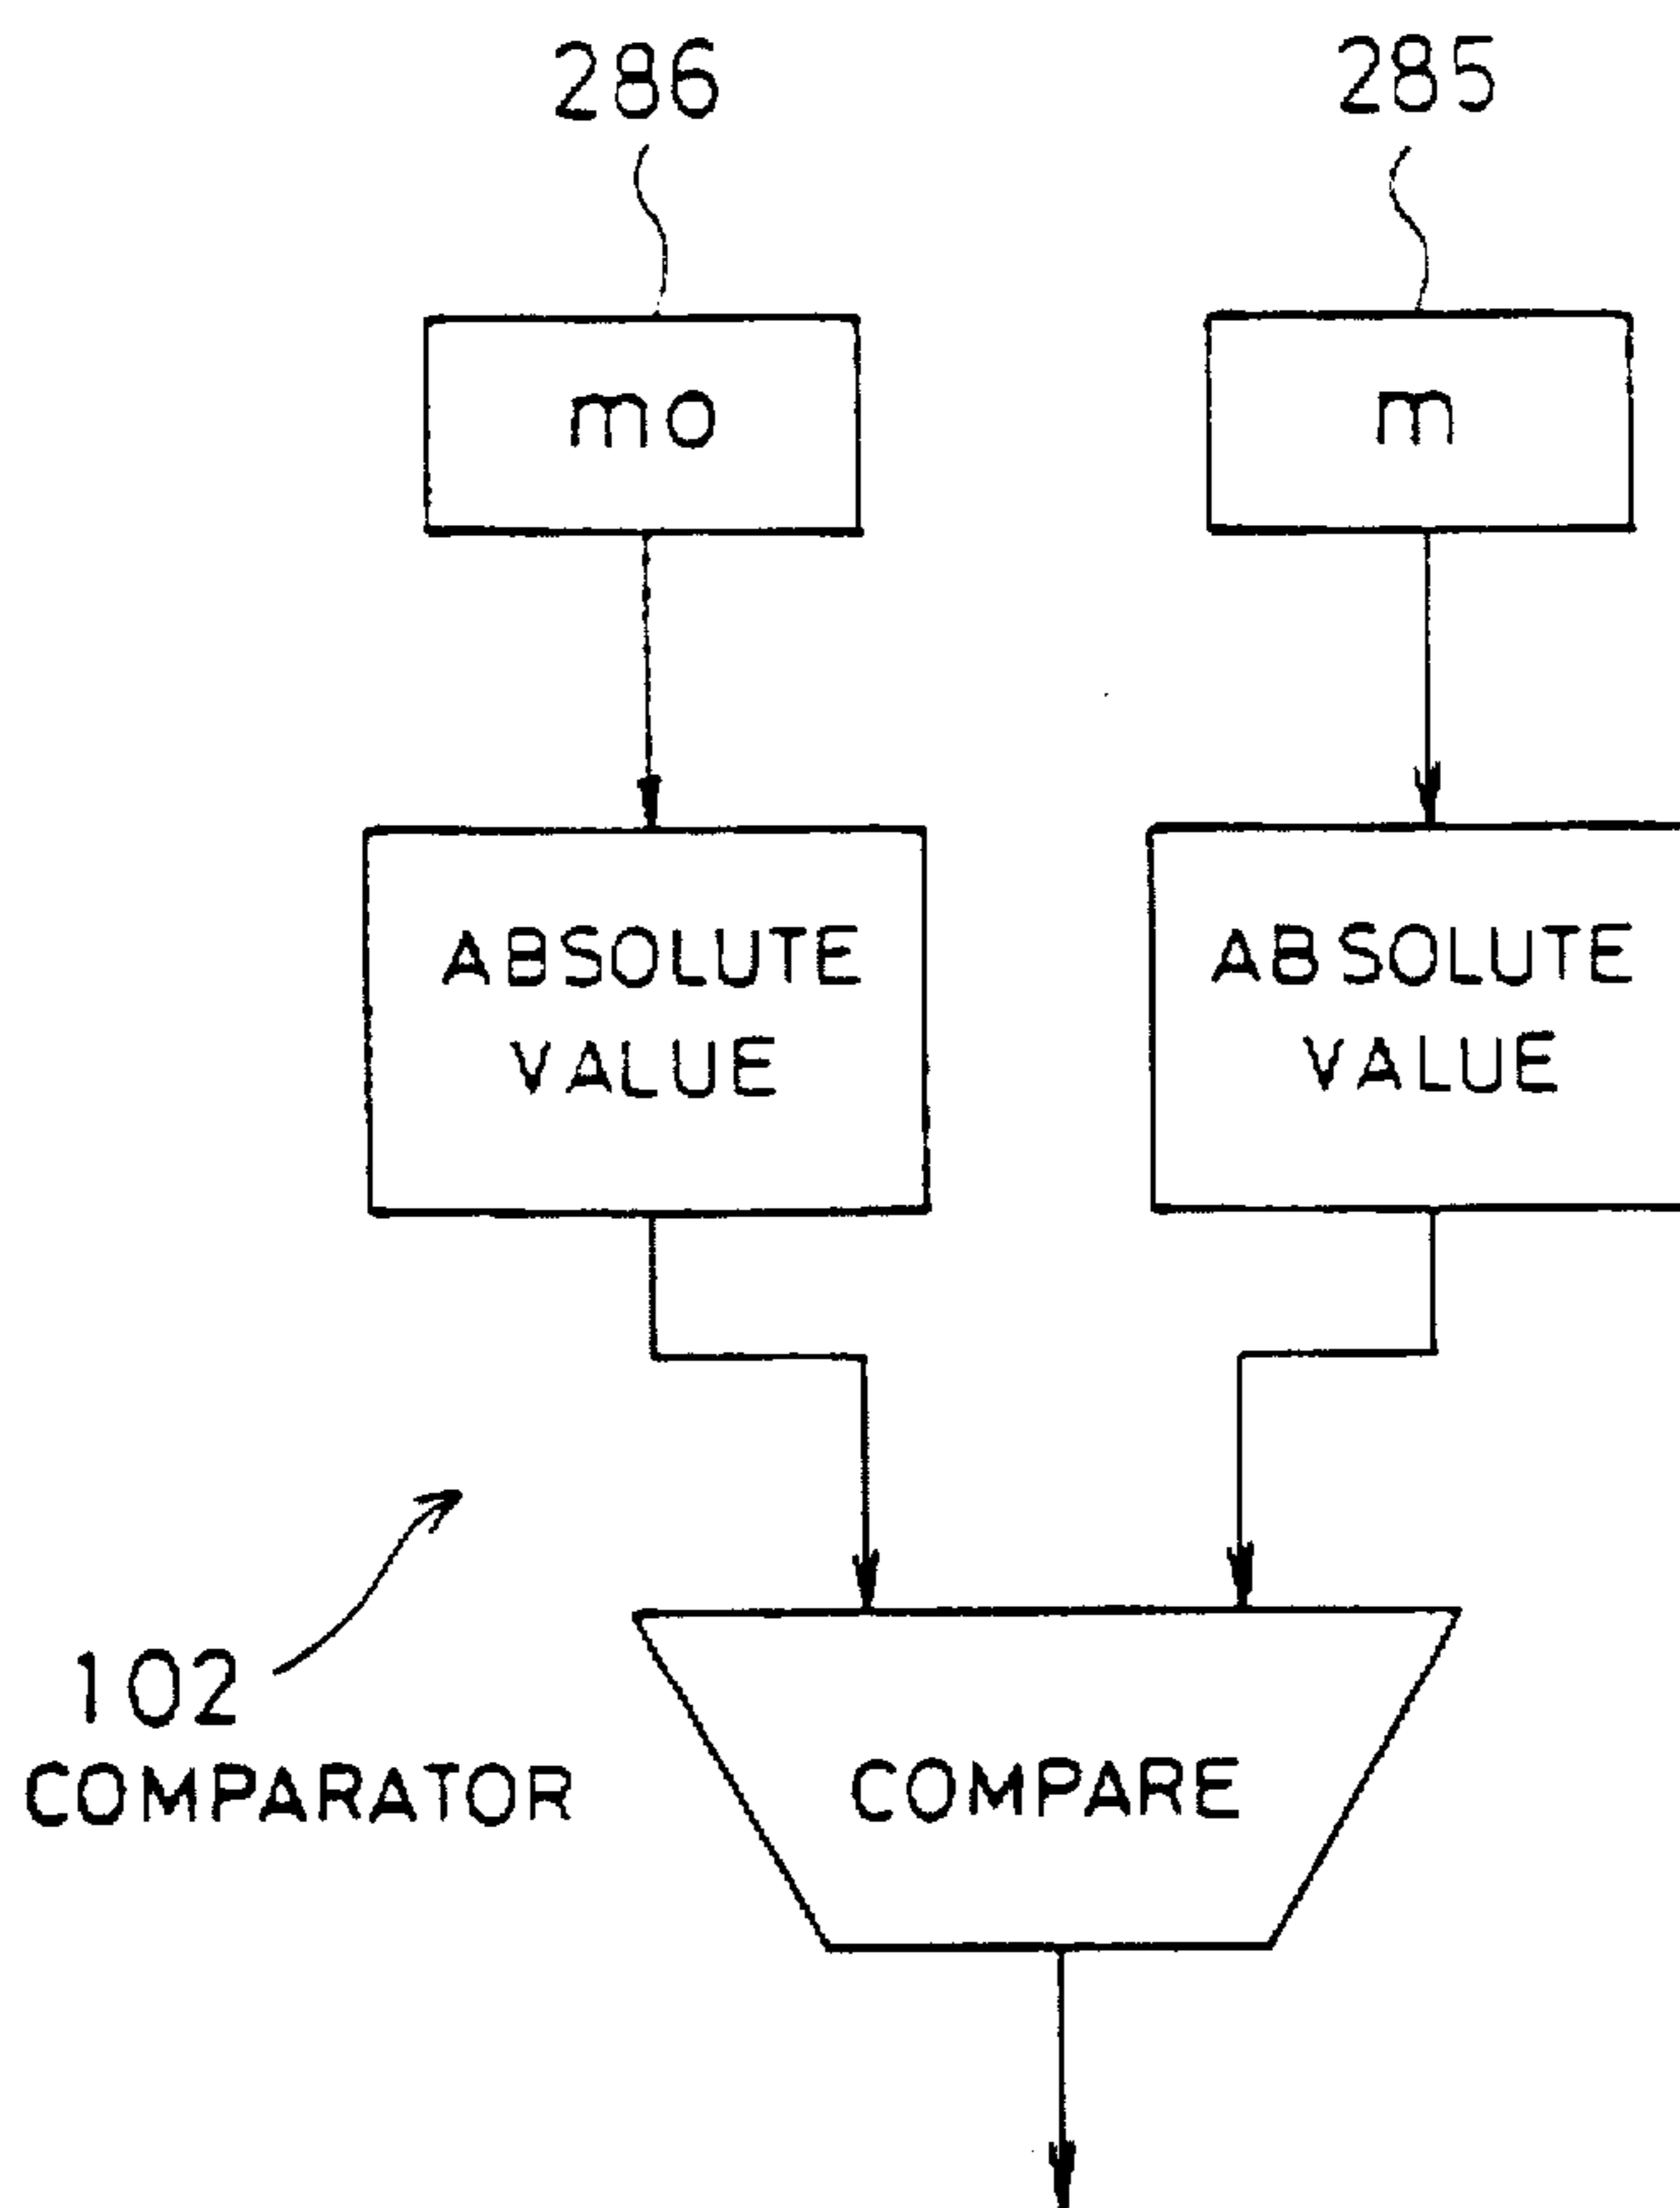 286
285
mo
m
ABSOLUTE
VALUE
ABSOLUTE
VALUE
102
COMPARATOR
COMPARE